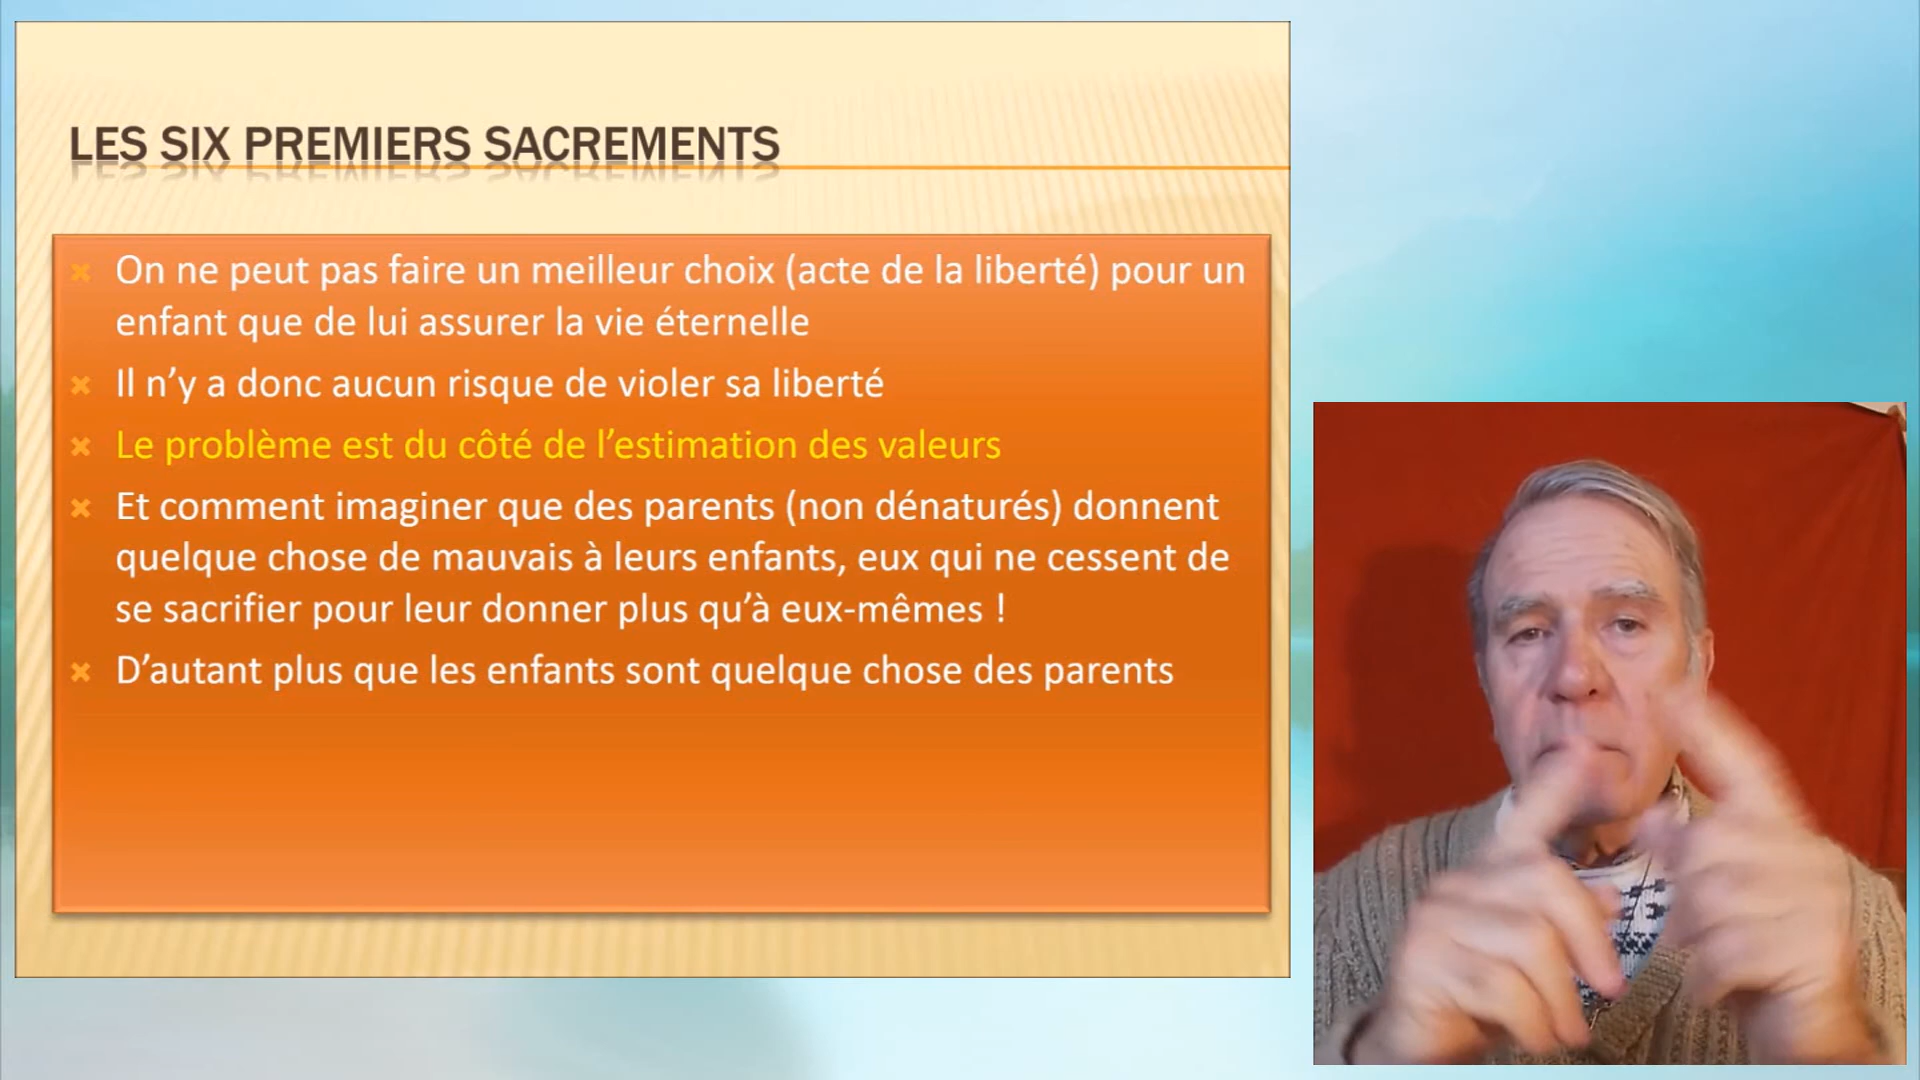 LES SIX PREMIERS SACREMENTS
On ne peut pas faire un meilleur choix (acte de la liberté) pour un
enfant que de lui assurer la vie éternelle
Il n’y a donc aucun risque de violer sa liberté
Le problème est du côté de l’estimation des valeurs
Et comment imaginer que des parents (non dénaturés) donnent
quelque chose de mauvais à leurs enfants, eux qui ne cessent de
se sacrifier pour leur donner plus qu’à eux-mêmes !
D’autant plus que les enfants sont quelque chose des parents